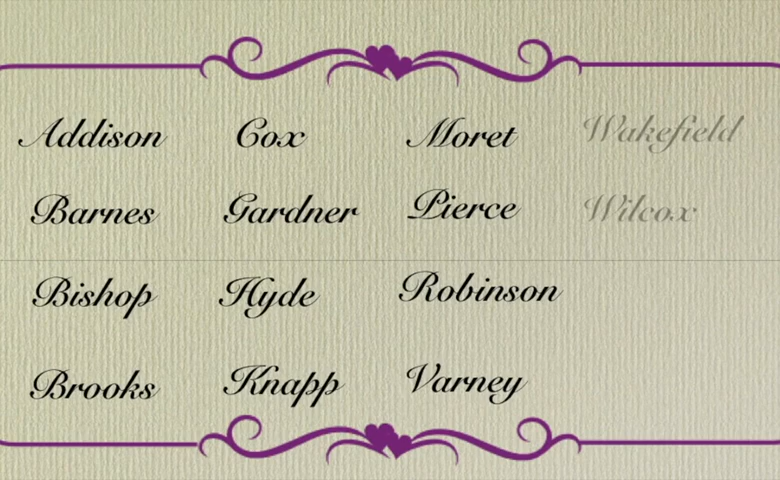 Addison Cox Moret Wakefield
Barnes Gardner Pierce Wilcox
Bishop Hyde Robinson
Brooks Knapp Varney